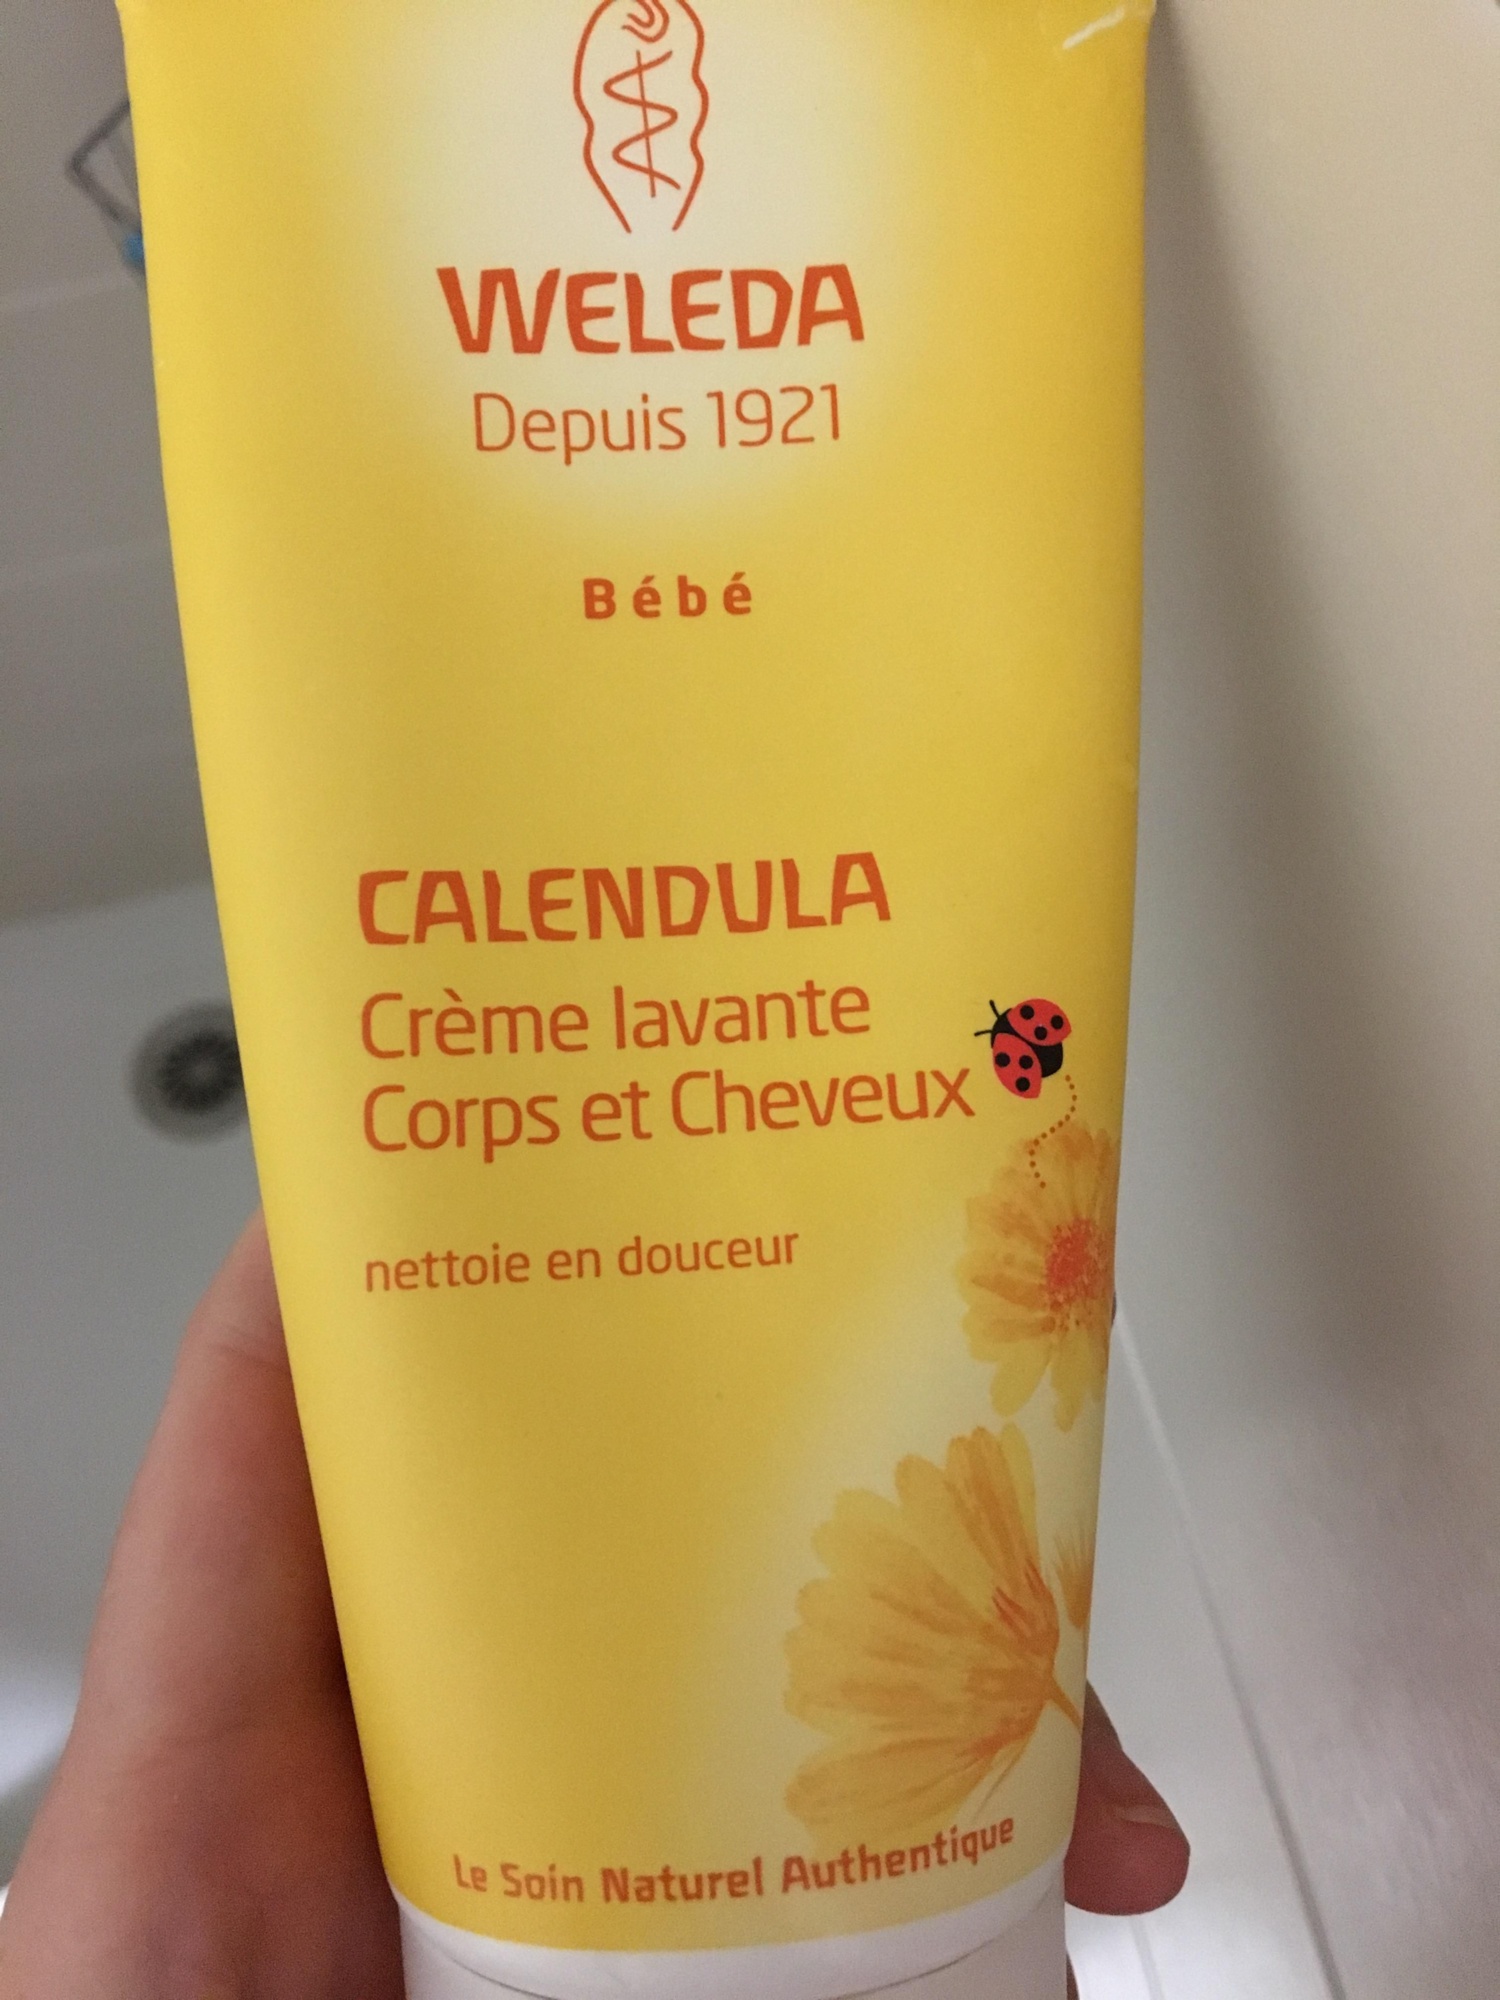 WELEDA
Depuis 1921
Bébé
CALENDULA
Crème lavante
Corps et Cheveux
nettoie en douceur
Le Soin Naturel Authentique